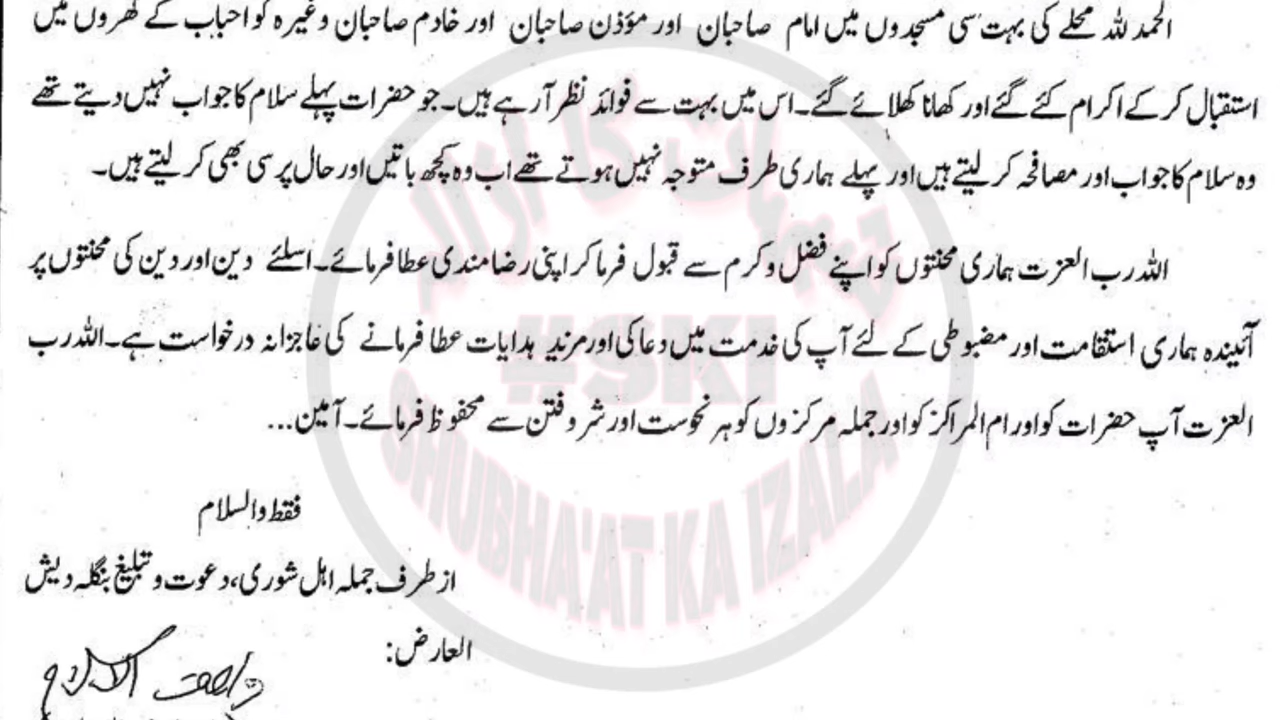 الحمد للہ محلے کی بہت سی مسجدوں میں امام صاحبان اور مؤذن صاحبان اور خادم صاحبان وغیرہ کو احباب کے گھروں میں
استقبال کر کے اکرام کئے گئے اور کھانا کھلائے گئے۔ اس میں بہت سے فوائد نظر آ رہے ہیں۔ جو حضرات پہلے سلام کا جواب نہیں دیتے تھے
وہ سلام کا جواب اور مصافحہ کر لیتے ہیں اور پہلے ہماری طرف متوجہ نہیں ہوتے تھے اب وہ کچھ باتیں اور حال پرسی بھی کر لیتے ہیں۔
اللہ رب العزت ہماری محنتوں کو اپنے فضل و کرم سے قبول فرما کر اپنی رضامندی عطا فرمائے۔ اسلئے دین اور دین کی محنتوں پر
آئیندہ ہماری استقامت اور مضبوطی کے لئے آپ کی خدمت میں دعا کی اور مزید ہدایات عطا فرمانے کی عاجزانہ درخواست ہے۔ اللہ رب
العزت آپ حضرات کو اور ام المراکز کو اور جملہ مرکزوں کو ہر نحوست اور شر و فتن سے محفوظ فرمائے۔ آمین...
فقط والسلام
از طرف جملہ اہل شوری، دعوت و تبلیغ بنگلہ دیش
العارض:
شبہات کا ازالہ
#SKI
SHUBHA'AT KA IZALA